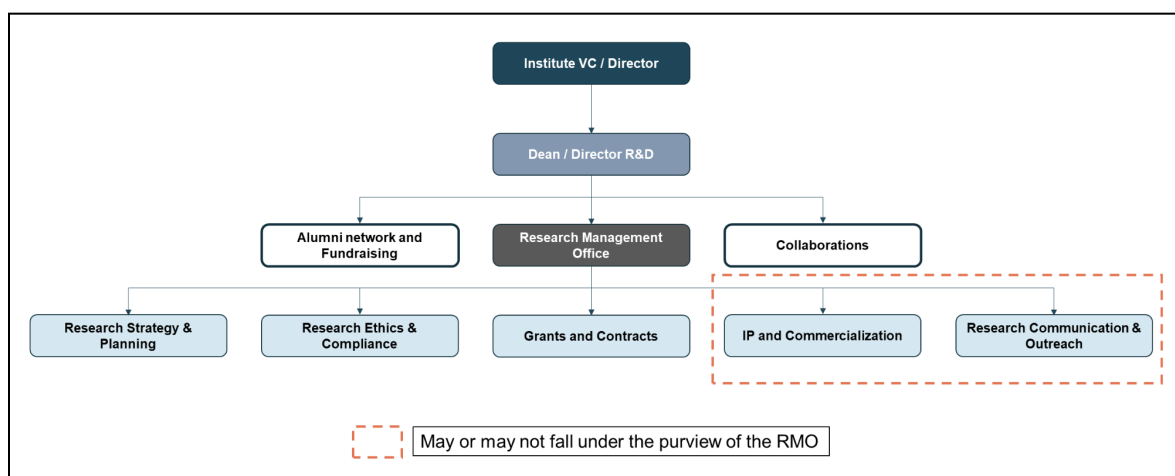 Institute VC / Director
Dean / Director R&D
Alumni network and
Fundraising
Research Management
Office
Collaborations
Research Strategy &
Planning
Research Ethics &
Compliance
Grants and Contracts
IP and Commercialization
Research Communication &
Outreach
May or may not fall under the purview of the RMO